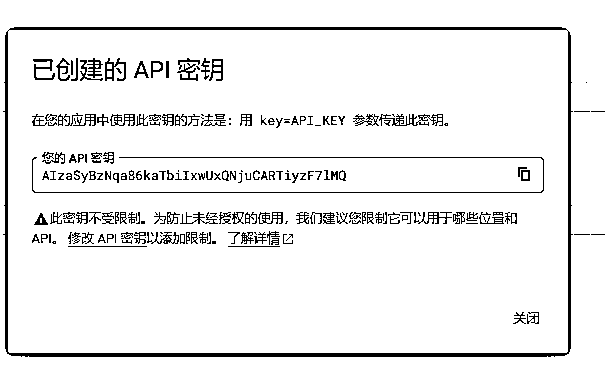 已创建的 API 密钥
在您的应用中使用此密钥的方法是：用 key=API_KEY 参数传递此密钥。
您的 API 密钥
AIzaSyBzNqa86kaTbiIxwUxQNjuCARTiyzF7lMQ
此密钥不受限制。为防止未经授权的使用，我们建议您限制它可以用于哪些位置和
API。 修改 API 密钥以添加限制。 了解详情
关闭